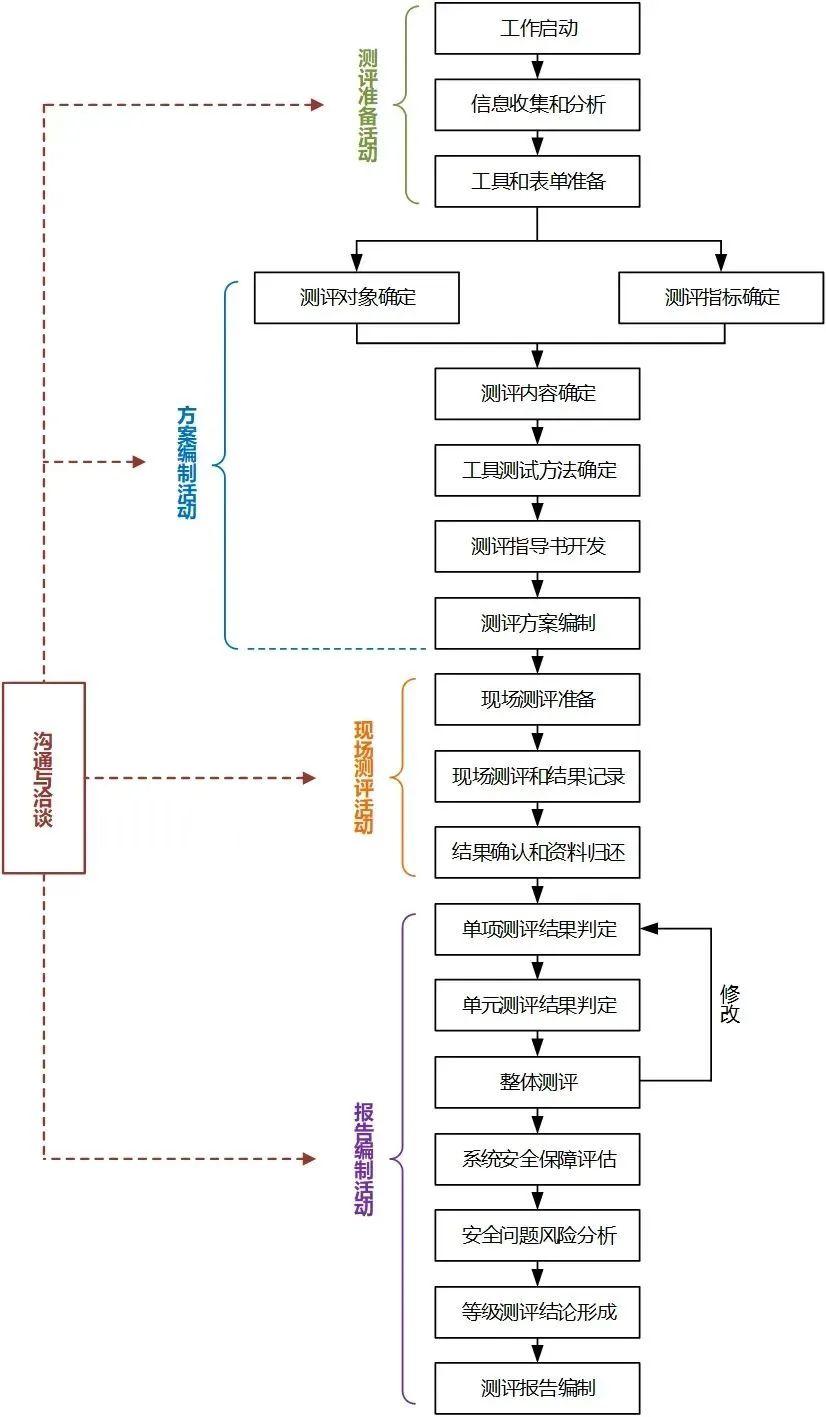 工作启动
测评准备活动
信息收集和分析
工具和表单准备
测评对象确定
测评指标确定
方案编制活动
测评内容确定
工具测试方法确定
测评指导书开发
测评方案编制
沟通与洽谈
现场测评活动
现场测评准备
现场测评和结果记录
结果确认和资料归还
报告编制活动
单项测评结果判定
单元测评结果判定
修改
整体测评
系统安全保障评估
安全问题风险分析
等级测评结论形成
测评报告编制